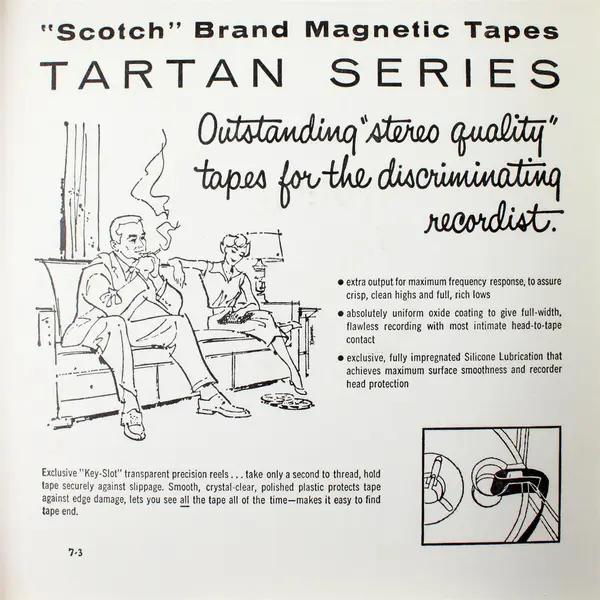 "Scotch" Brand Magnetic Tapes
TARTAN SERIES
Outstanding "stereo quality"
tapes for the discriminating
recordist.
● extra output for maximum frequency response, to assure
crisp, clean highs and full, rich lows
● absolutely uniform oxide coating to give full-width,
flawless recording with most intimate head-to-tape
contact
● exclusive, fully impregnated Silicone Lubrication that
achieves maximum surface smoothness and recorder
head protection
Exclusive "Key-Slot" transparent precision reels . . . take only a second to thread, hold
tape securely against slippage. Smooth, crystal-clear, polished plastic protects tape
against edge damage, lets you see all the tape all of the time—makes it easy to find
tape end.
7-3